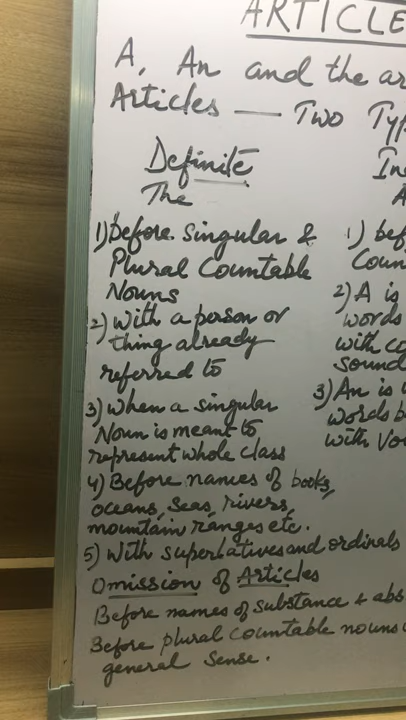 ARTICLE
A, An and the ar
Articles — Two Typ
Definite
The
1) before singular &
Plural Countable
Nouns
2) With a person or
thing already
referred to
3) When a singular
Noun is meant to
represent whole class
4) Before names of books,
oceans, seas, rivers,
mountain ranges etc.
5) With superlatives and ordinals
In
A
1) bef
Coun
2) A is
words
with co
sound
3) An is
words b
with Vo
Omission of Articles
Before names of substance & abs
Before plural countable nouns
general sense.